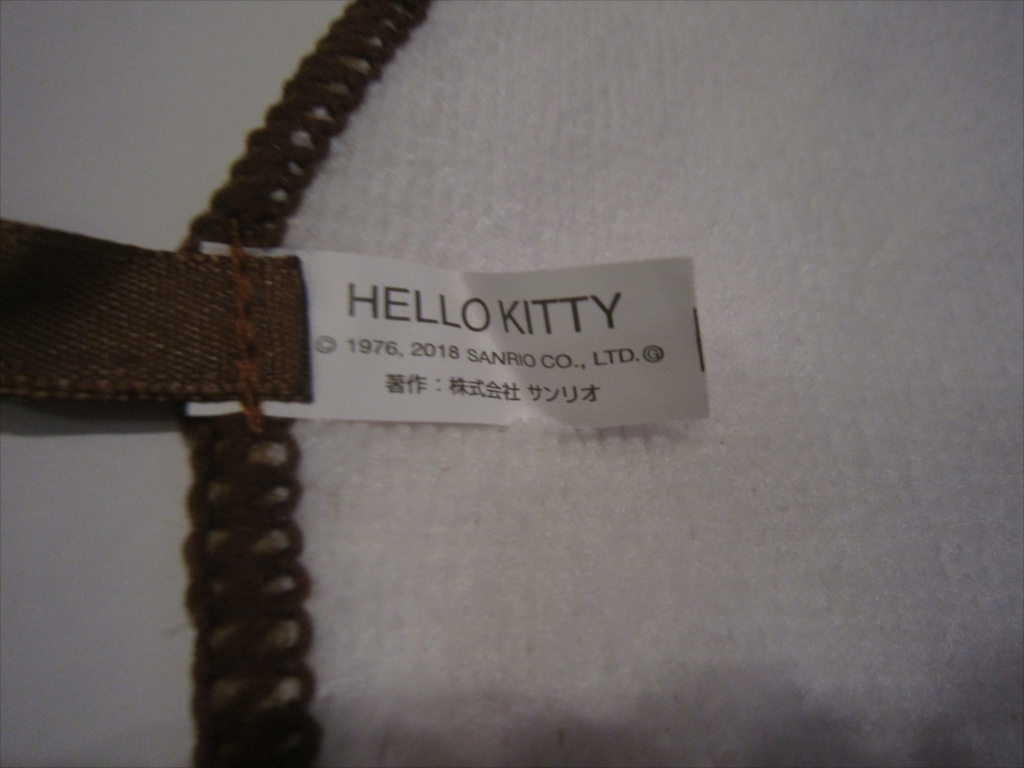 HELLO KITTY
© 1976, 2018 SANRIO CO., LTD. Ⓖ
著作：株式会社 サンリオ